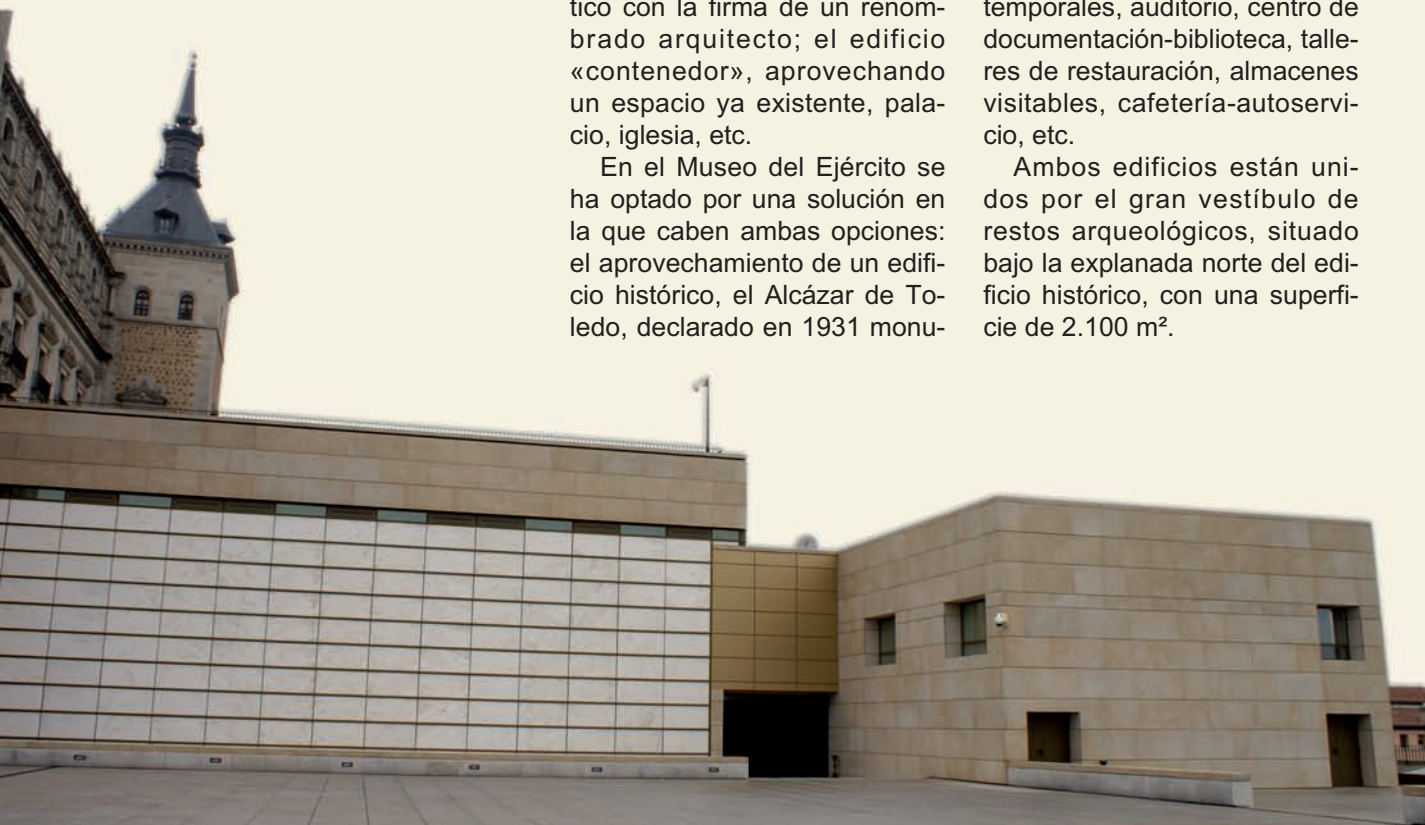 tico con la firma de un renom-
brado arquitecto; el edificio
«contenedor», aprovechando
un espacio ya existente, pala-
cio, iglesia, etc.
En el Museo del Ejército se
ha optado por una solución en
la que caben ambas opciones:
el aprovechamiento de un edifi-
cio histórico, el Alcázar de To-
ledo, declarado en 1931 monu-
temporales, auditorio, centro de
documentación-biblioteca, talle-
res de restauración, almacenes
visitables, cafetería-autoservi-
cio, etc.
Ambos edificios están uni-
dos por el gran vestíbulo de
restos arqueológicos, situado
bajo la explanada norte del edi-
ficio histórico, con una superfi-
cie de 2.100 m².